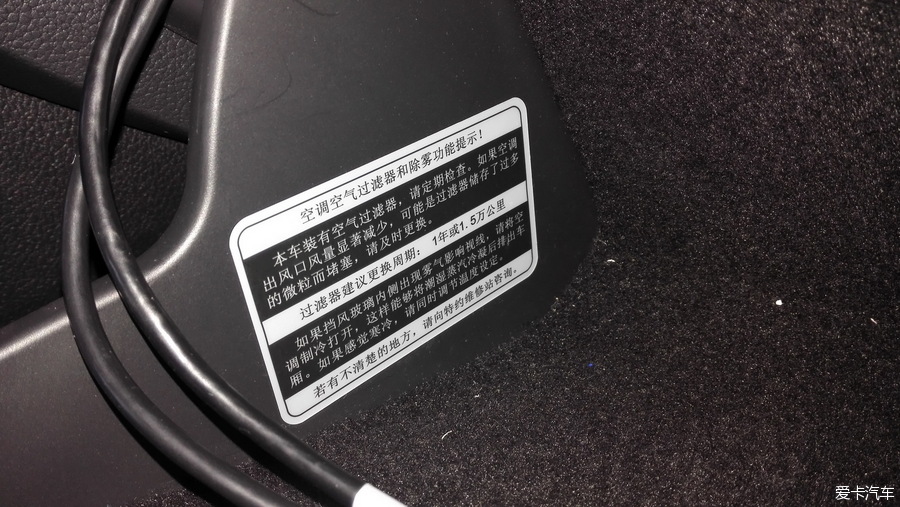 空调空气过滤器和除雾功能提示！
本车装有空气过滤器，请定期检查。如果空调
出风口风量显著减少，可能是过滤器储存了过多
的微粒而堵塞，请及时更换。
过滤器建议更换周期： 1年或1.5万公里
如果挡风玻璃内侧出现雾气影响视线，请将空
调制冷打开，这样能够将潮湿蒸汽冷凝后排出车
厢。如果感觉寒冷，请同时调节温度设定。
若有不清楚的地方，请向特约维修站咨询。
爱卡汽车